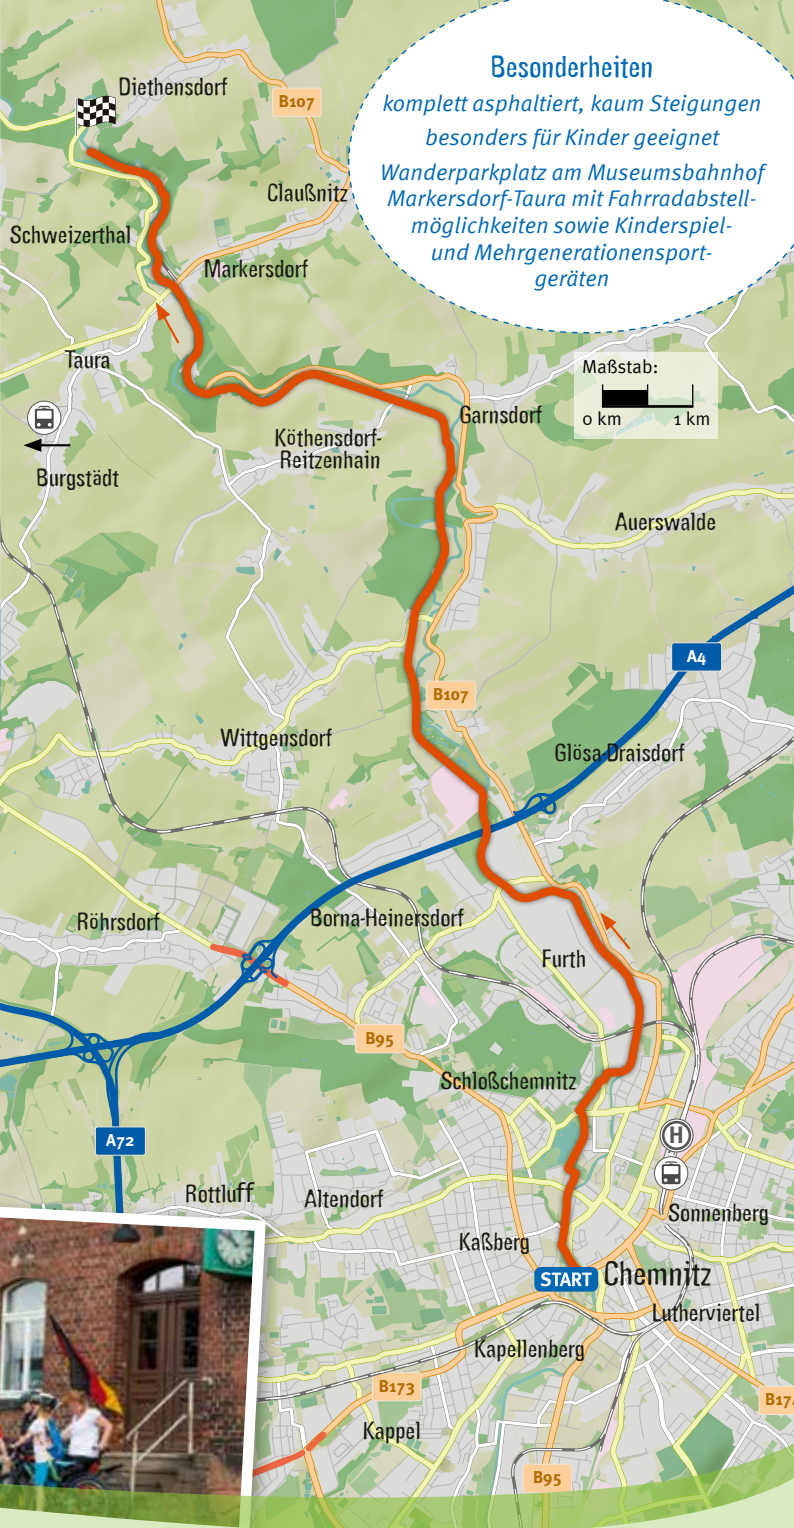 Besonderheiten
komplett asphaltiert, kaum Steigungen
besonders für Kinder geeignet
Wanderparkplatz am Museumsbahnhof
Markersdorf-Taura mit Fahrradabstell-
möglichkeiten sowie Kinderspiel-
und Mehrgenerationensport-
geräten
Diethensdorf
B107
Claußnitz
Schweizerthal
Markersdorf
Taura
Maßstab:
0 km 1 km
Garnsdorf
Köthensdorf-
Reitzenhain
Burgstädt
Auerswalde
A4
B107
Wittgensdorf
Glösa-Draisdorf
Röhrsdorf
Borna-Heinersdorf
Furth
B95
Schloßchemnitz
A72
H
Rottluff
Altendorf
Sonnenberg
Kaßberg
START
Chemnitz
Lutherviertel
Kapellenberg
B173
B174
Kappel
B95